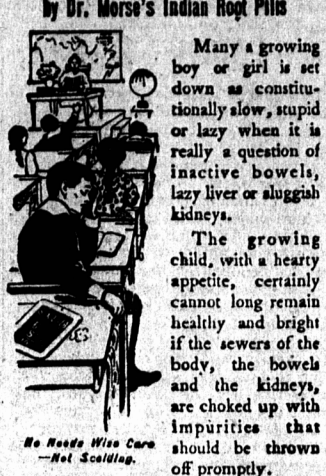 by Dr. Morse's Indian Root Pills
Many a growing
boy or girl is set
down as constitu-
tionally slow, stupid
or lazy when it is
really a question of
inactive bowels,
lazy liver or sluggish
kidneys.
The growing
child, with a hearty
appetite, certainly
cannot long remain
healthy and bright
if the sewers of the
body, the bowels
and the kidneys,
are choked up with
impurities that
should be thrown
off promptly.
He Needs Wise Care
—Not Scolding.